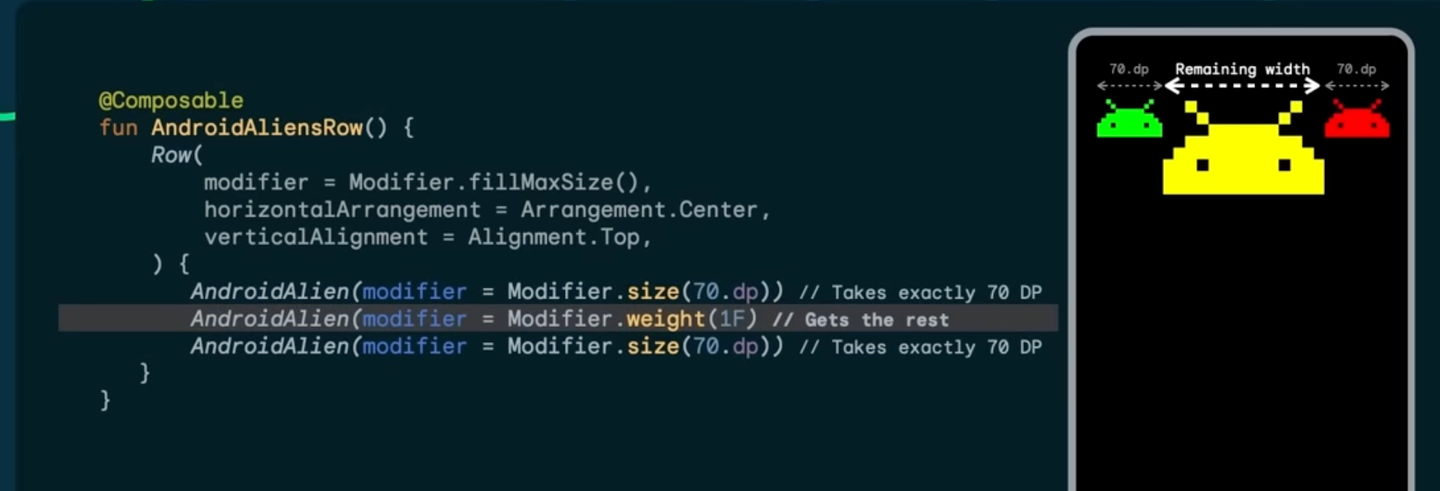 @Composable
fun AndroidAliensRow() {
Row(
modifier = Modifier.fillMaxSize(),
horizontalArrangement = Arrangement.Center,
verticalAlignment = Alignment.Top,
) {
AndroidAlien(modifier = Modifier.size(70.dp)) // Takes exactly 70 DP
AndroidAlien(modifier = Modifier.weight(1F) // Gets the rest
AndroidAlien(modifier = Modifier.size(70.dp)) // Takes exactly 70 DP
}
}
70.dp Remaining width 70.dp